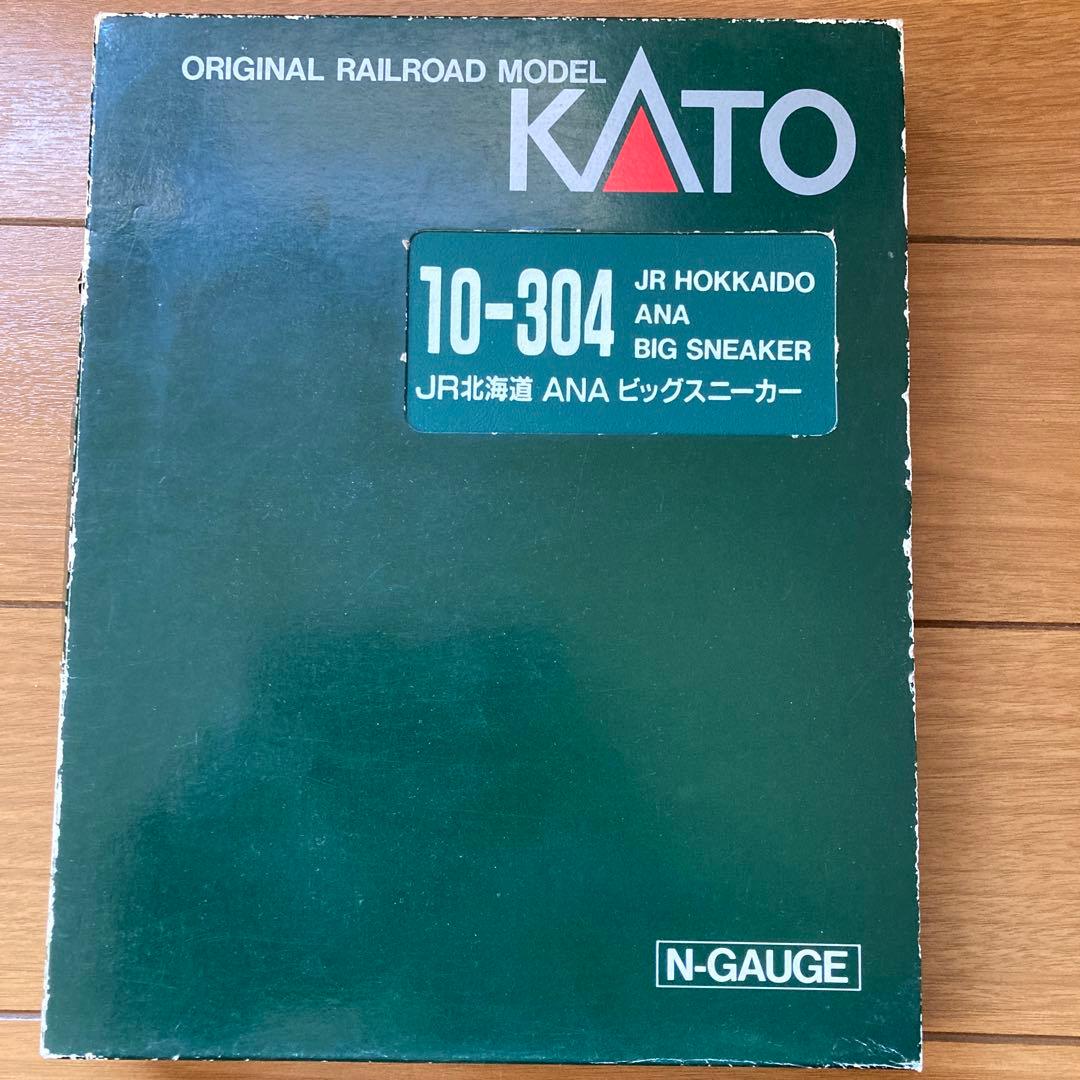 ORIGINAL RAILROAD MODEL
KATO
10-304
JR HOKKAIDO
ANA
BIG SNEAKER
JR北海道 ANA ビッグスニーカー
N-GAUGE